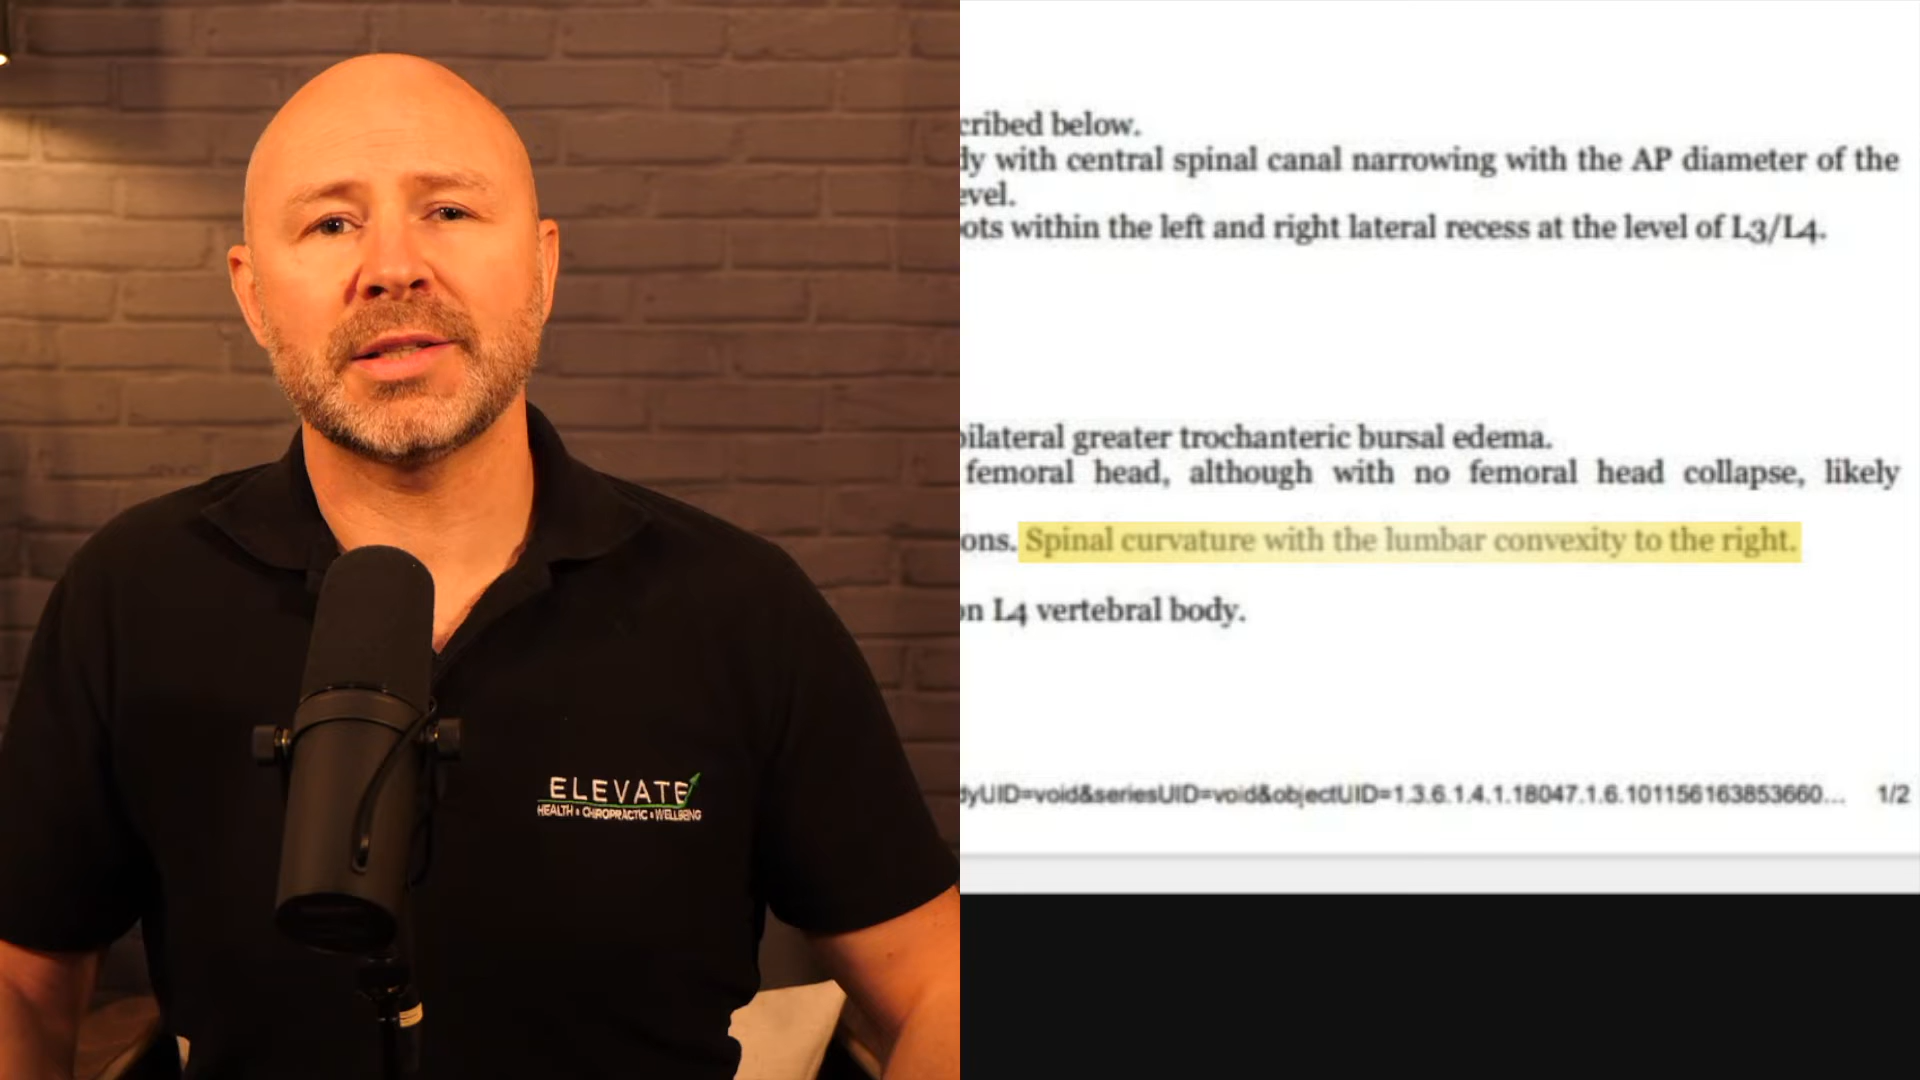 ELEVATE
HEALTH • CHIROPRACTIC • WELLBEING
cribed below.
ly with central spinal canal narrowing with the AP diameter of the
evel.
ots within the left and right lateral recess at the level of L3/L4.
bilateral greater trochanteric bursal edema.
femoral head, although with no femoral head collapse, likely
ons. Spinal curvature with the lumbar convexity to the right.
on L4 vertebral body.
dyUID=void&seriesUID=void&objectUID=1.3.6.1.4.1.18047.1.6.101156163853660... 1/2